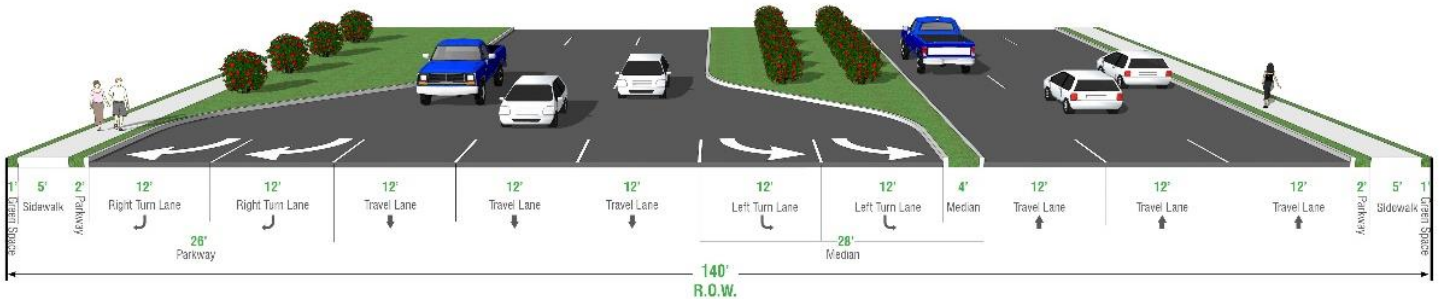 1' 5' 2' 12' 12' 12' 12' 12' 12' 12' 4' 12' 12' 12' 2' 5' 1'
Green Space Sidewalk Parkway Right Turn Lane Right Turn Lane Travel Lane Travel Lane Travel Lane Left Turn Lane Left Turn Lane Median Travel Lane Travel Lane Travel Lane Parkway Sidewalk Green Space
26' 28'
Parkway Median
140'
R.O.W.